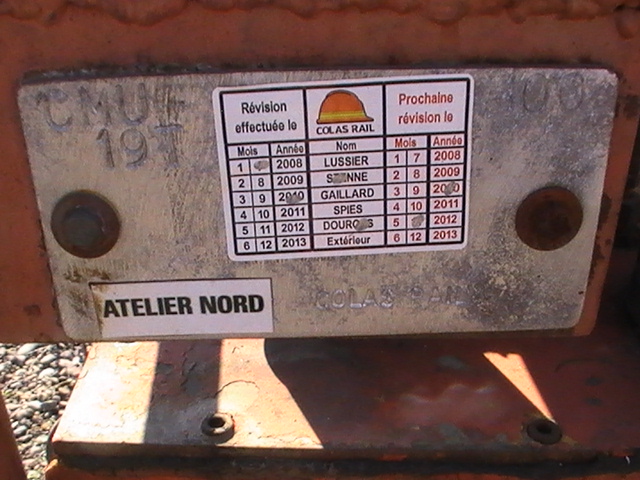 19T
Révision
effectuée le
COLAS RAIL
Prochaine
révision le
Mois Année Nom Mois Année
1 2008 LUSSIER 1 7 2008
2 8 2009 2 8 2009
3 9 GAILLARD 3 9
4 10 2011 SPIES 4 10 2011
5 11 2012 5 2012
6 12 2013 Extérieur 6 12 2013
ATELIER NORD
COLAS RAIL